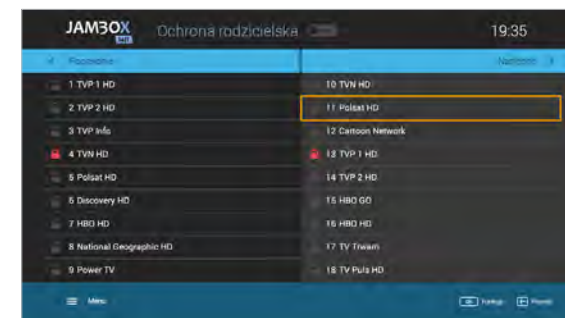 JAMBOX
Ochrona rodzicielska
19:35
1 TVP 1 HD
2 TVP 2 HD
3 TVP Info
4 TVN HD
5 Polsat HD
6 Discovery HD
7 HBO HD
8 National Geographic HD
9 Power TV
10 TVN HD
11 Polsat HD
12 Cartoon Network
13 TVP 1 HD
14 TVP 2 HD
15 HBO GO
16 HBO HD
17 TV Trwam
18 TV Puls HD
Menu